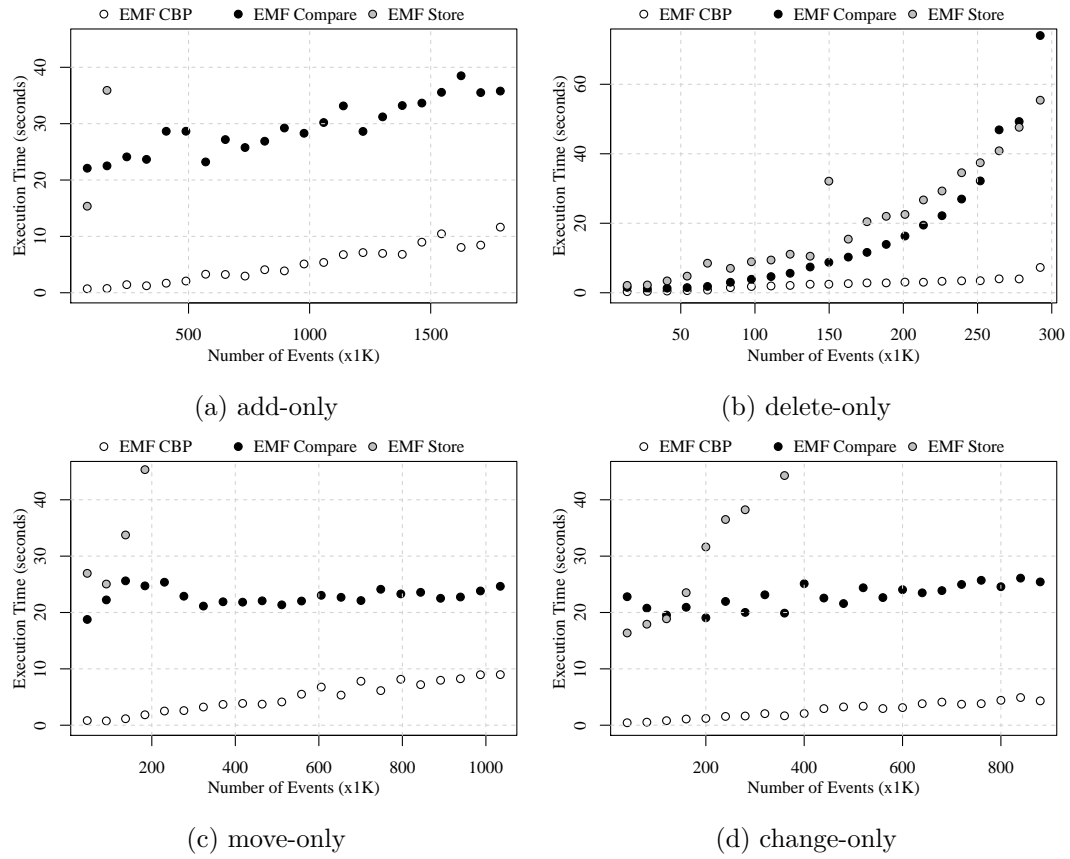 EMF CBP EMF Compare EMF Store
Execution Time (seconds)
40
30
20
10
0
500 1000 1500
Number of Events (x1K)
(a) add-only
EMF CBP EMF Compare EMF Store
Execution Time (seconds)
60
40
20
0
50 100 150 200 250 300
Number of Events (x1K)
(b) delete-only
EMF CBP EMF Compare EMF Store
Execution Time (seconds)
40
30
20
10
0
200 400 600 800 1000
Number of Events (x1K)
(c) move-only
EMF CBP EMF Compare EMF Store
Execution Time (seconds)
40
30
20
10
0
200 400 600 800
Number of Events (x1K)
(d) change-only